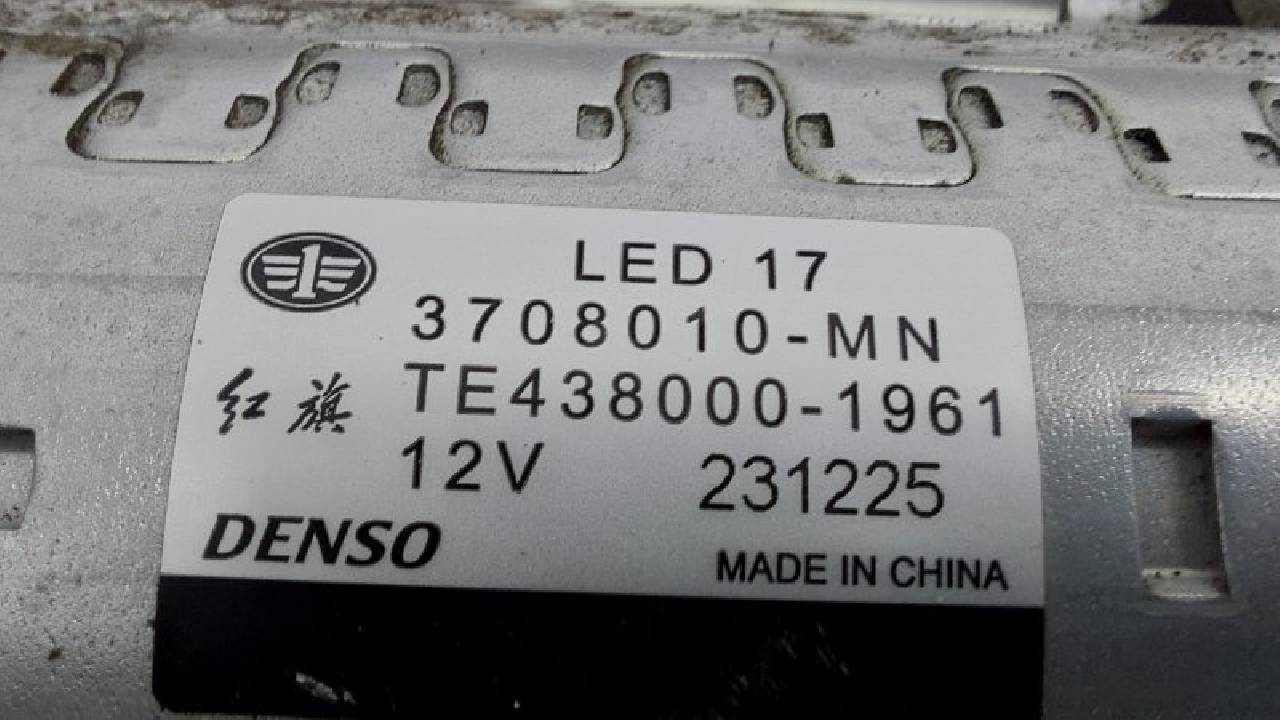 LED 17
3708010-MN
红旗 TE438000-1961
12V 231225
DENSO
MADE IN CHINA